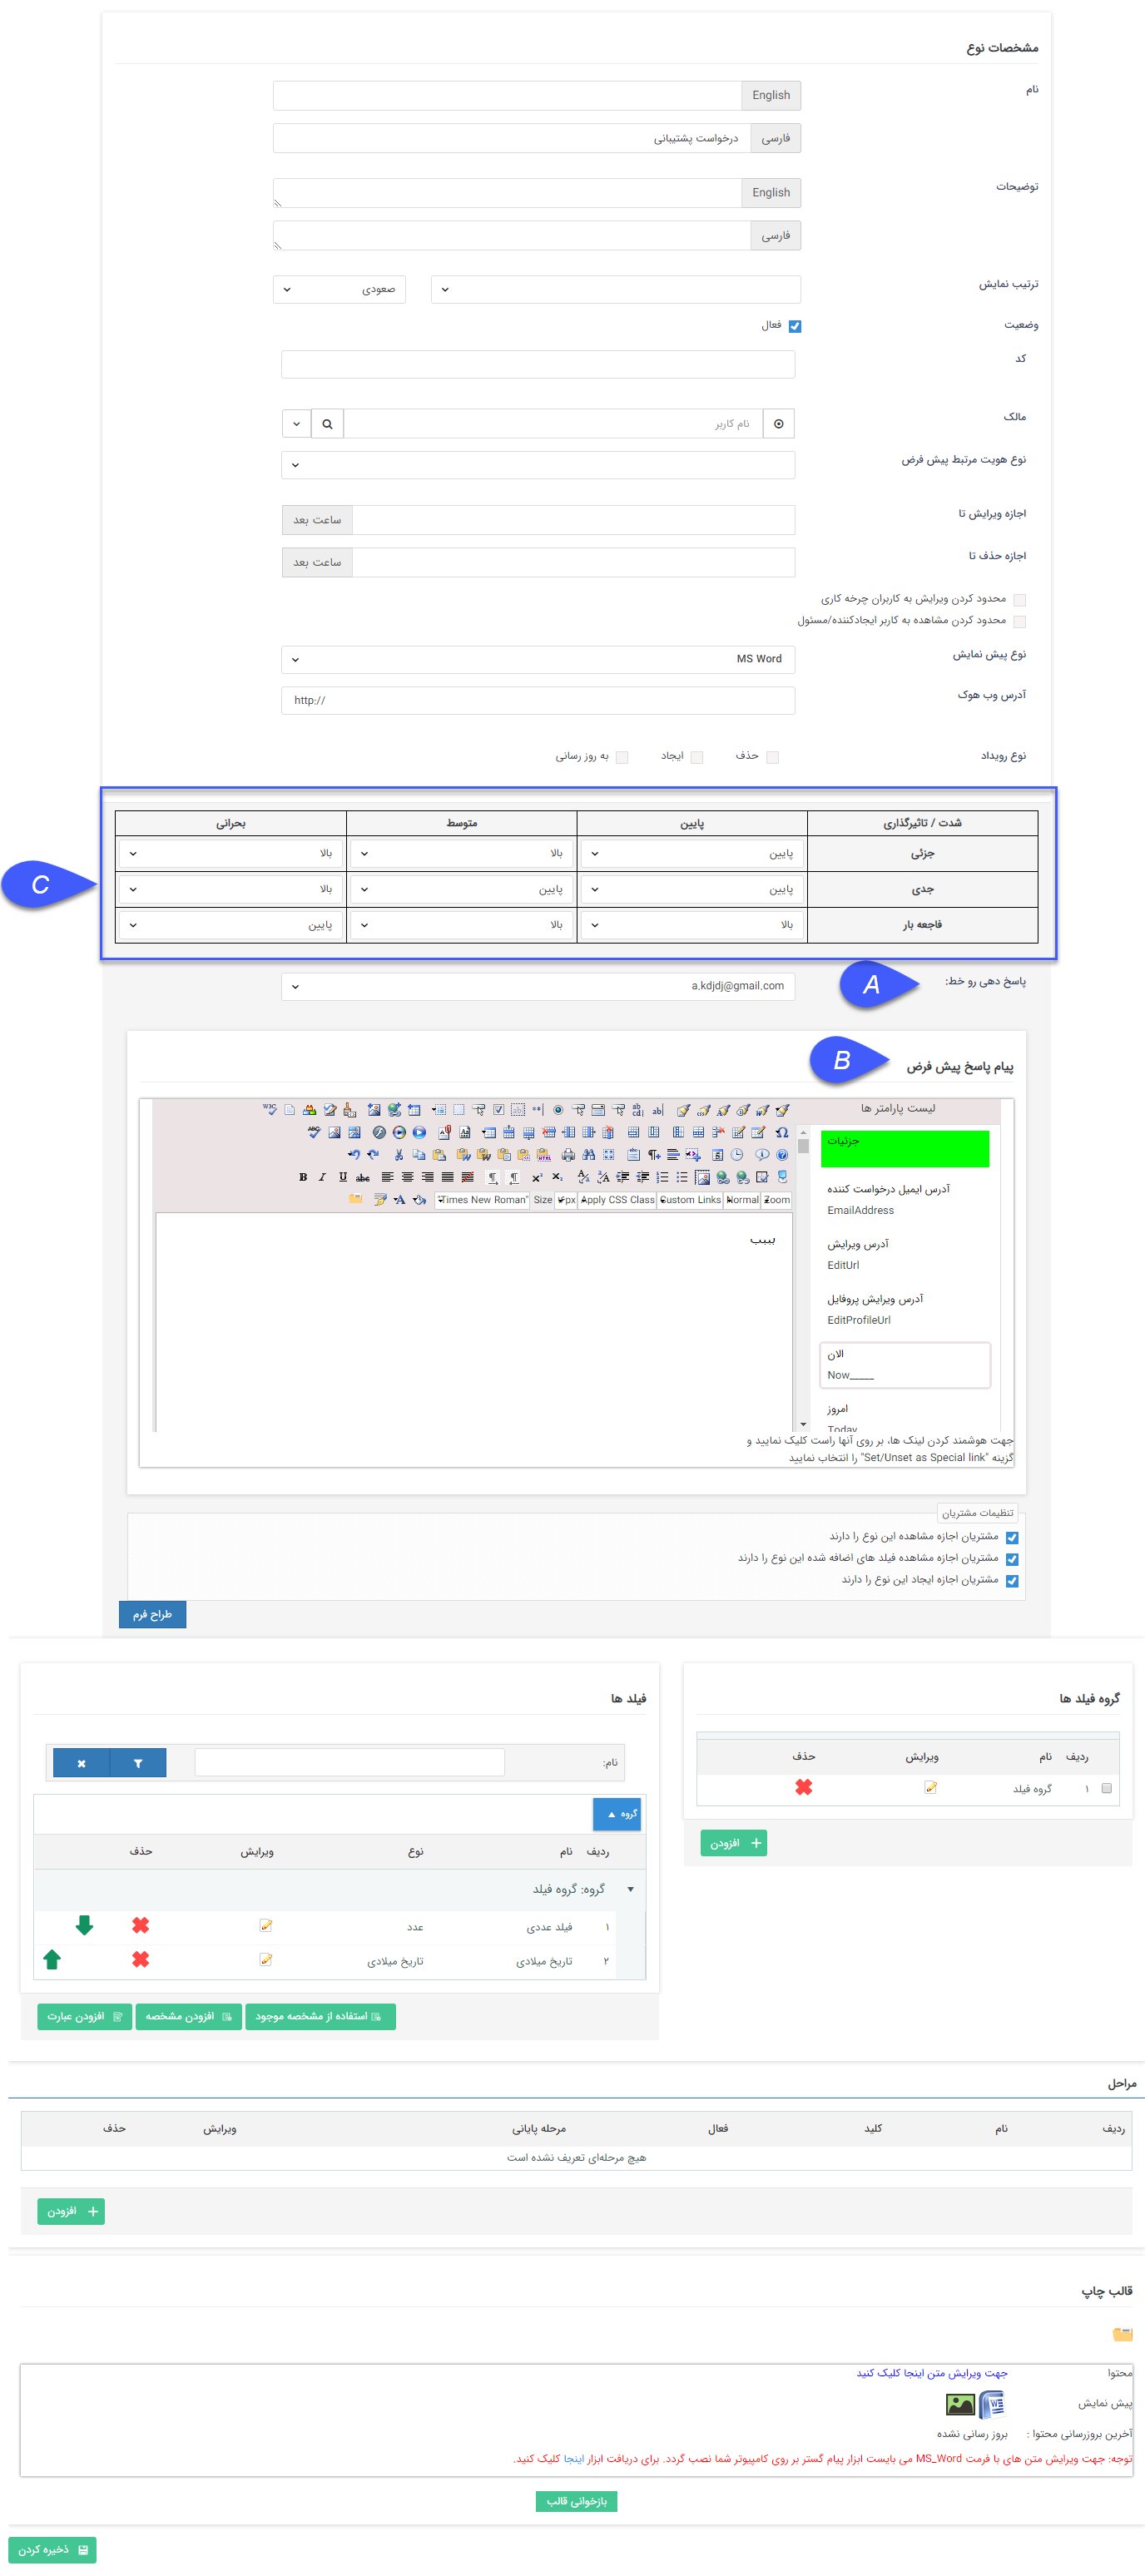 مشخصات نوع
نام
English
فارسی
درخواست پشتیبانی
توضیحات
English
فارسی
ترتیب نمایش
صعودی
وضعیت
فعال
کد
مالک
نام کاربر
نوع هویت مرتبط پیش فرض
اجازه ویرایش تا
ساعت بعد
اجازه حذف تا
ساعت بعد
محدود کردن ویرایش به کاربران چرخه کاری
محدود کردن مشاهده به کاربر ایجادکننده/مسئول
نوع پیش نمایش
MS Word
آدرس وب هوک
http://
نوع رویداد
حذف ایجاد به روز رسانی
شدت / تاثیرگذاری پایین متوسط بحرانی
جزئی پایین بالا بالا
جدی پایین پایین بالا
فاجعه بار بالا بالا پایین
C
پاسخ دهی رو خط:
A
a.kdjdj@gmail.com
پیام پاسخ پیش فرض
B
لیست پارامتر ها
جزئیات
آدرس ایمیل درخواست کننده
EmailAddress
آدرس ویرایش
EditUrl
آدرس ویرایش پروفایل
EditProfileUrl
الان
Now_____
امروز
Today
"Times New Roman" Size px Apply CSS Class Custom Links Normal Zoom
بیبب
جهت هوشمند کردن لینک ها، بر روی آنها راست کلیک نمایید و
گزینه "Set/Unset as Special link" را انتخاب نمایید
تنظیمات مشتریان
مشتریان اجازه مشاهده این نوع را دارند
مشتریان اجازه مشاهده فیلد های اضافه شده این نوع را دارند
مشتریان اجازه ایجاد این نوع را دارند
طراح فرم
گروه فیلد ها
ردیف نام ویرایش حذف
۱ گروه فیلد
افزودن
فیلد ها
نام:
گروه
ردیف نام نوع ویرایش حذف
گروه: گروه فیلد
۱ فیلد عددی عدد
۲ تاریخ میلادی تاریخ میلادی
استفاده از مشخصه موجود افزودن مشخصه افزودن عبارت
مراحل
ردیف نام کلید فعال مرحله پایانی ویرایش حذف
هیچ مرحله‌ای تعریف نشده است
افزودن
قالب چاپ
محتوا جهت ویرایش متن اینجا کلیک کنید
پیش نمایش
آخرین بروزرسانی محتوا : بروز رسانی نشده
توجه: جهت ویرایش متن های با فرمت MS_Word می بایست ابزار پیام گستر بر روی کامپیوتر شما نصب گردد. برای دریافت ابزار اینجا کلیک کنید.
بازخوانی قالب
ذخیره کردن